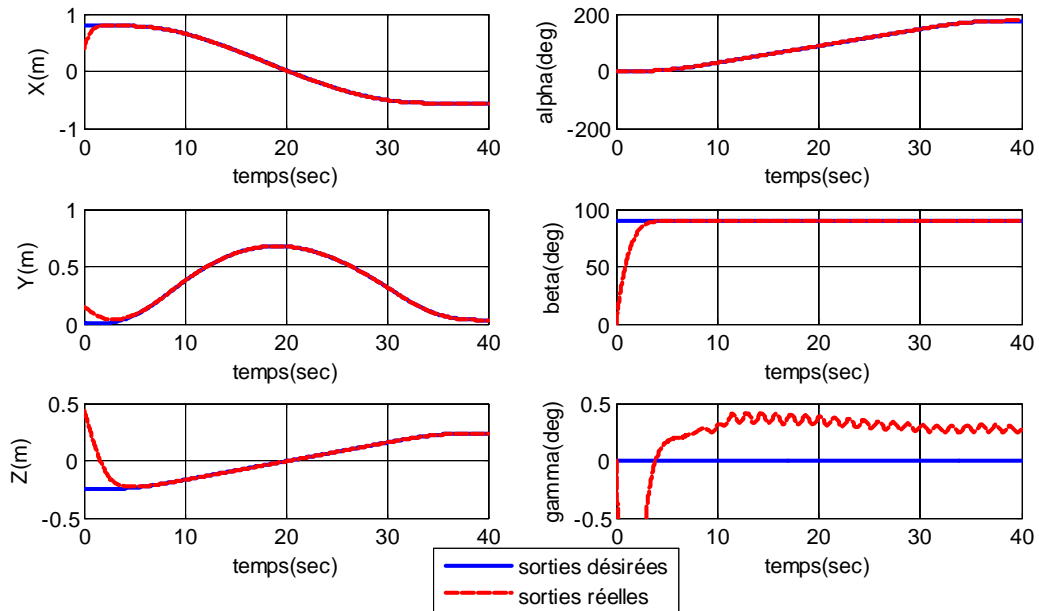 X(m)
1
0
-1
0 10 20 30 40
temps(sec)
alpha(deg)
200
0
-200
0 10 20 30 40
temps(sec)
Y(m)
1
0.5
0
0 10 20 30 40
temps(sec)
beta(deg)
100
50
0
0 10 20 30 40
temps(sec)
Z(m)
0.5
0
-0.5
0 10 20 30 40
temps(sec)
gamma(deg)
0.5
0
-0.5
0 10 20 30 40
temps(sec)
sorties désirées
sorties réelles